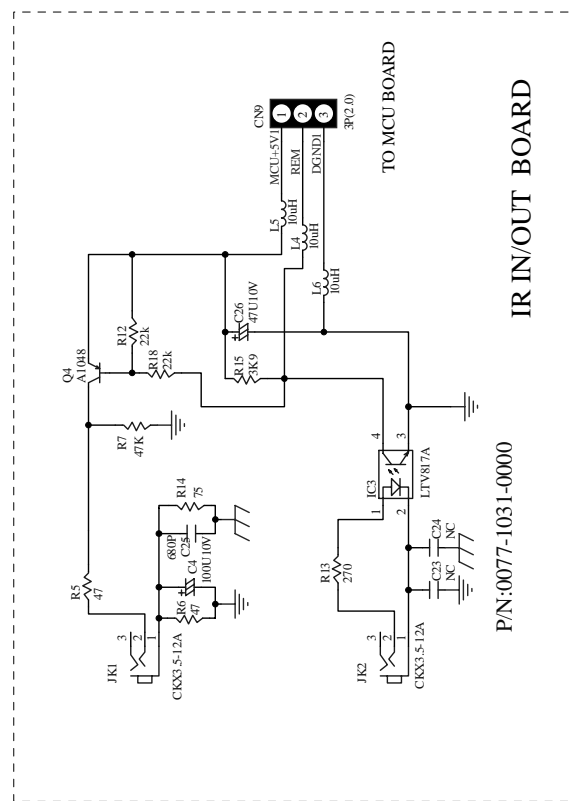 CN9
1
2
3
3P(2.0)
TO MCU BOARD
MCU+5V1
REM
DGND1
L5
10uH
L4
10uH
L6
10uH
IR IN/OUT BOARD
C26
+
47U10V
R12
22k
R18
22k
R15
3K9
Q4
A1048
R7
47K
R5
47
R14
75
680P
C25
+
C4
100U10V
R6
47
JK1
3
2
1
CKX3.5-12A
4
3
IC3
LTV817A
1
2
R13
270
C24
NC
C23
NC
JK2
3
2
1
CKX3.5-12A
P/N:0077-1031-0000